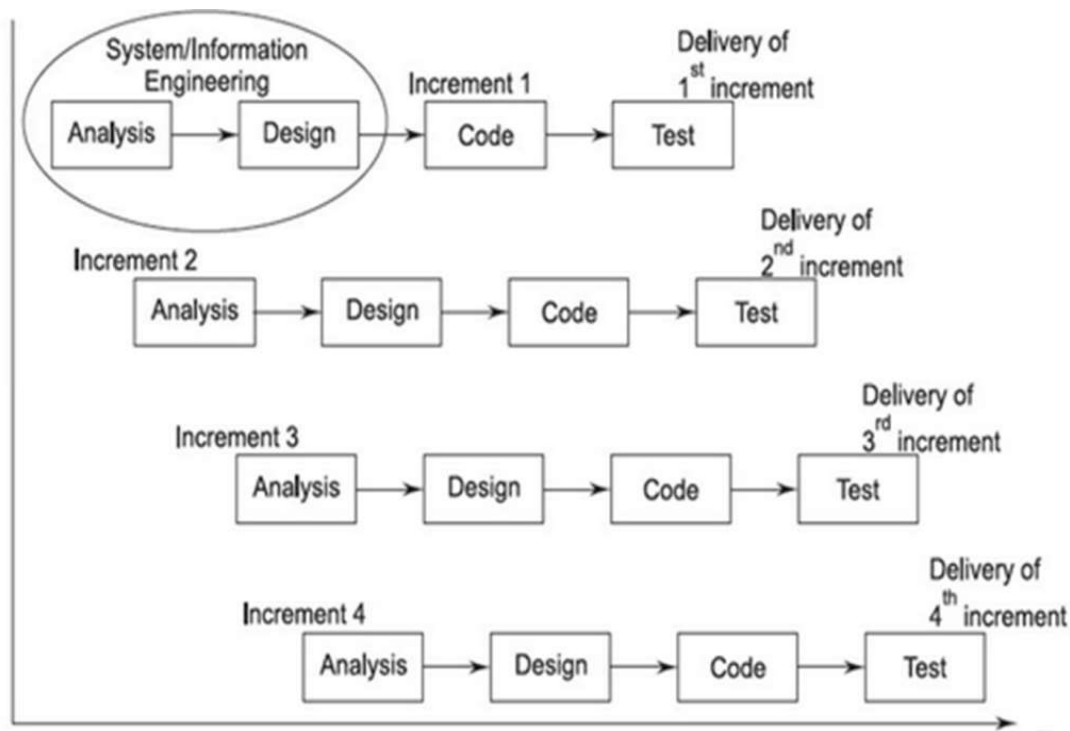 System/Information
Engineering
Increment 1
Delivery of
1st increment
Analysis
Design
Code
Test
Increment 2
Delivery of
2nd increment
Analysis
Design
Code
Test
Increment 3
Delivery of
3rd increment
Analysis
Design
Code
Test
Increment 4
Delivery of
4th increment
Analysis
Design
Code
Test